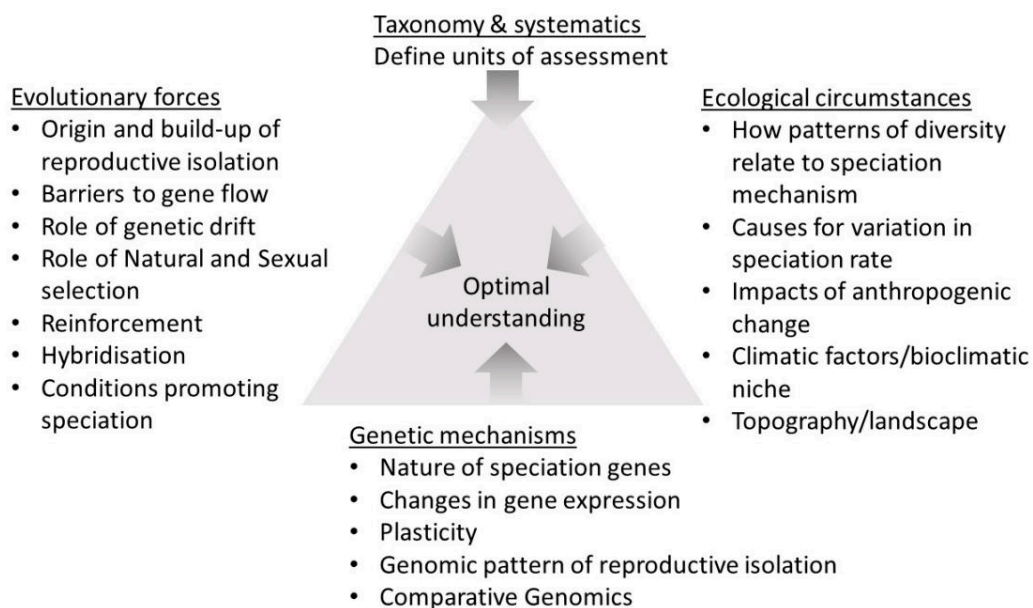 Taxonomy & systematics
Define units of assessment
Evolutionary forces
• Origin and build-up of
reproductive isolation
• Barriers to gene flow
• Role of genetic drift
• Role of Natural and Sexual
selection
• Reinforcement
• Hybridisation
• Conditions promoting
speciation
Ecological circumstances
• How patterns of diversity
relate to speciation
mechanism
• Causes for variation in
speciation rate
• Impacts of anthropogenic
change
• Climatic factors/bioclimatic
niche
• Topography/landscape
Optimal
understanding
Genetic mechanisms
• Nature of speciation genes
• Changes in gene expression
• Plasticity
• Genomic pattern of reproductive isolation
• Comparative Genomics